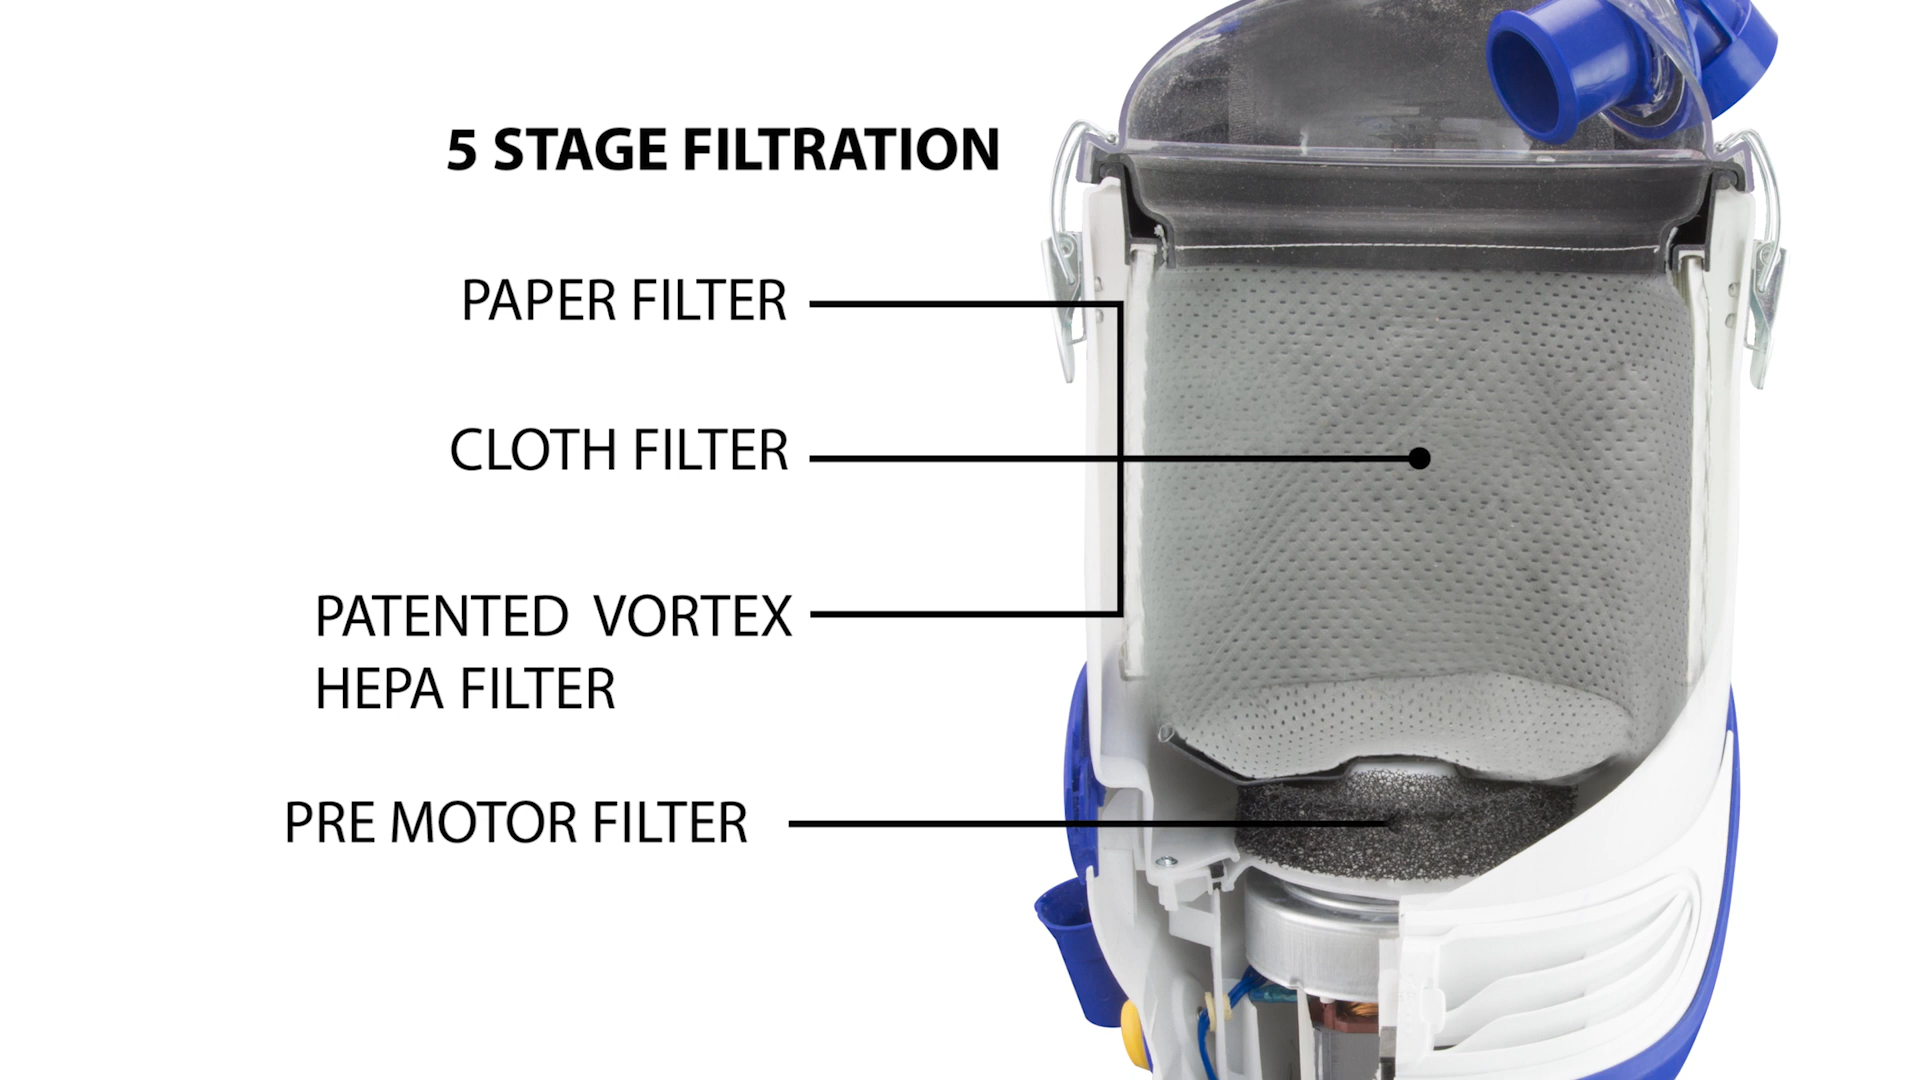 5 STAGE FILTRATION
PAPER FILTER
CLOTH FILTER
PATENTED VORTEX
HEPA FILTER
PRE MOTOR FILTER